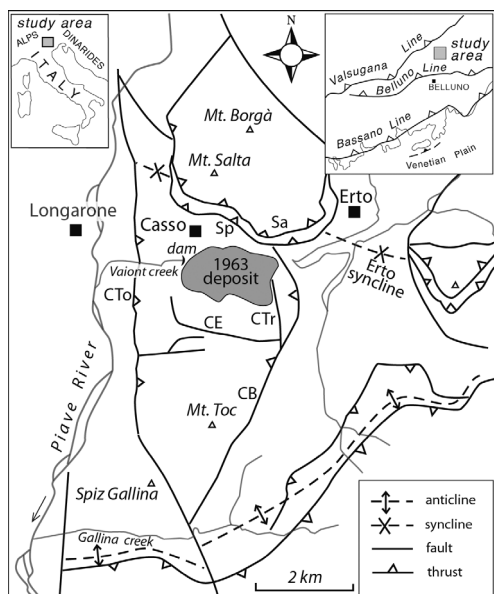 study area
ALPS
DINARIDES
ITALY
N
study area
Valsugana Line
Belluno Line
BELLUNO
Bassano Line
Venetian Plain
Mt. Borgà
Mt. Salta
Longarone
Casso
Sp
Sa
Erto
dam
Vaiont creek
1963 deposit
Erto syncline
CTo
CE
CTr
CB
Mt. Toc
Piave River
Spiz Gallina
Gallina creek
2 km
anticline
syncline
fault
thrust